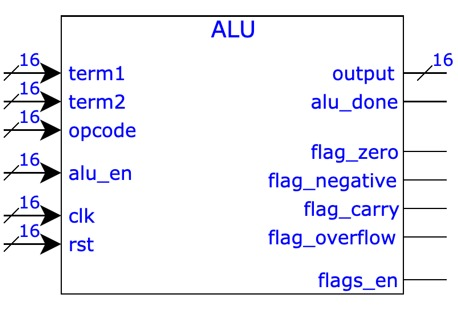 ALU
16 term1
16 term2
16 opcode
16 alu_en
16 clk
16 rst
output 16
alu_done
flag_zero
flag_negative
flag_carry
flag_overflow
flags_en